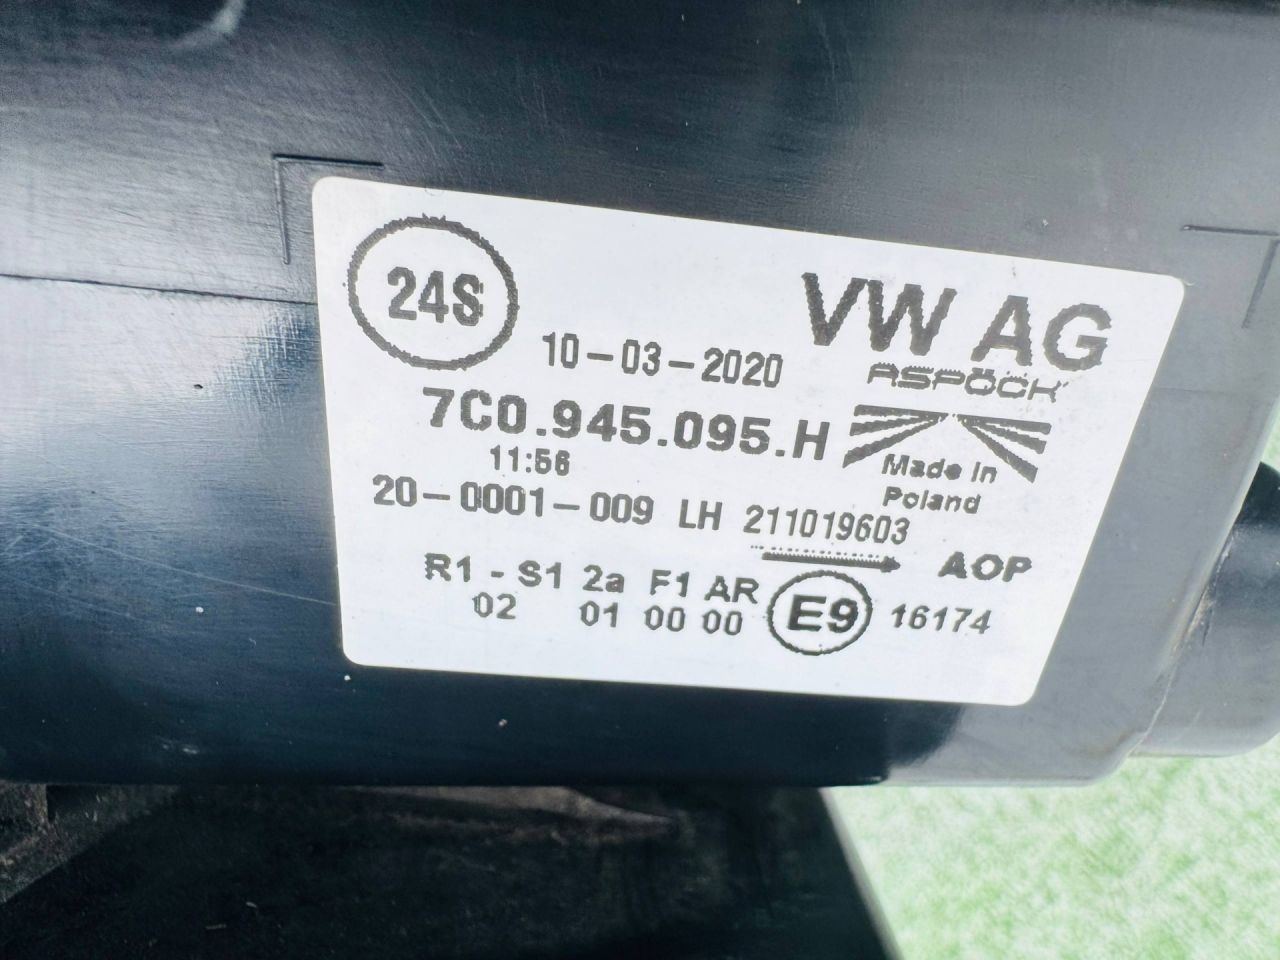 24S
VW AG
10-03-2020
ASPÖCK
7C0.945.095.H
11:56
Made in
Poland
20-0001-009 LH 211019603
AOP
R1 - S1 2a F1 AR
02 01 00 00
E9
16174